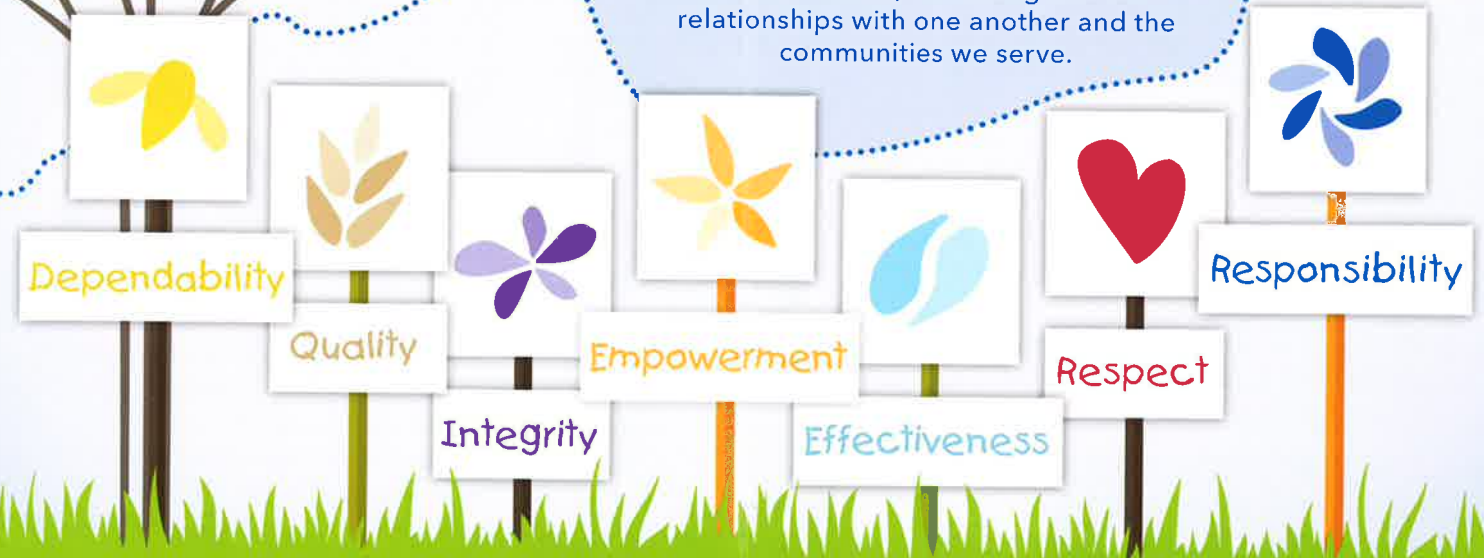 relationships with one another and the
communities we serve.
Dependability
Quality
Integrity
Empowerment
Effectiveness
Respect
Responsibility